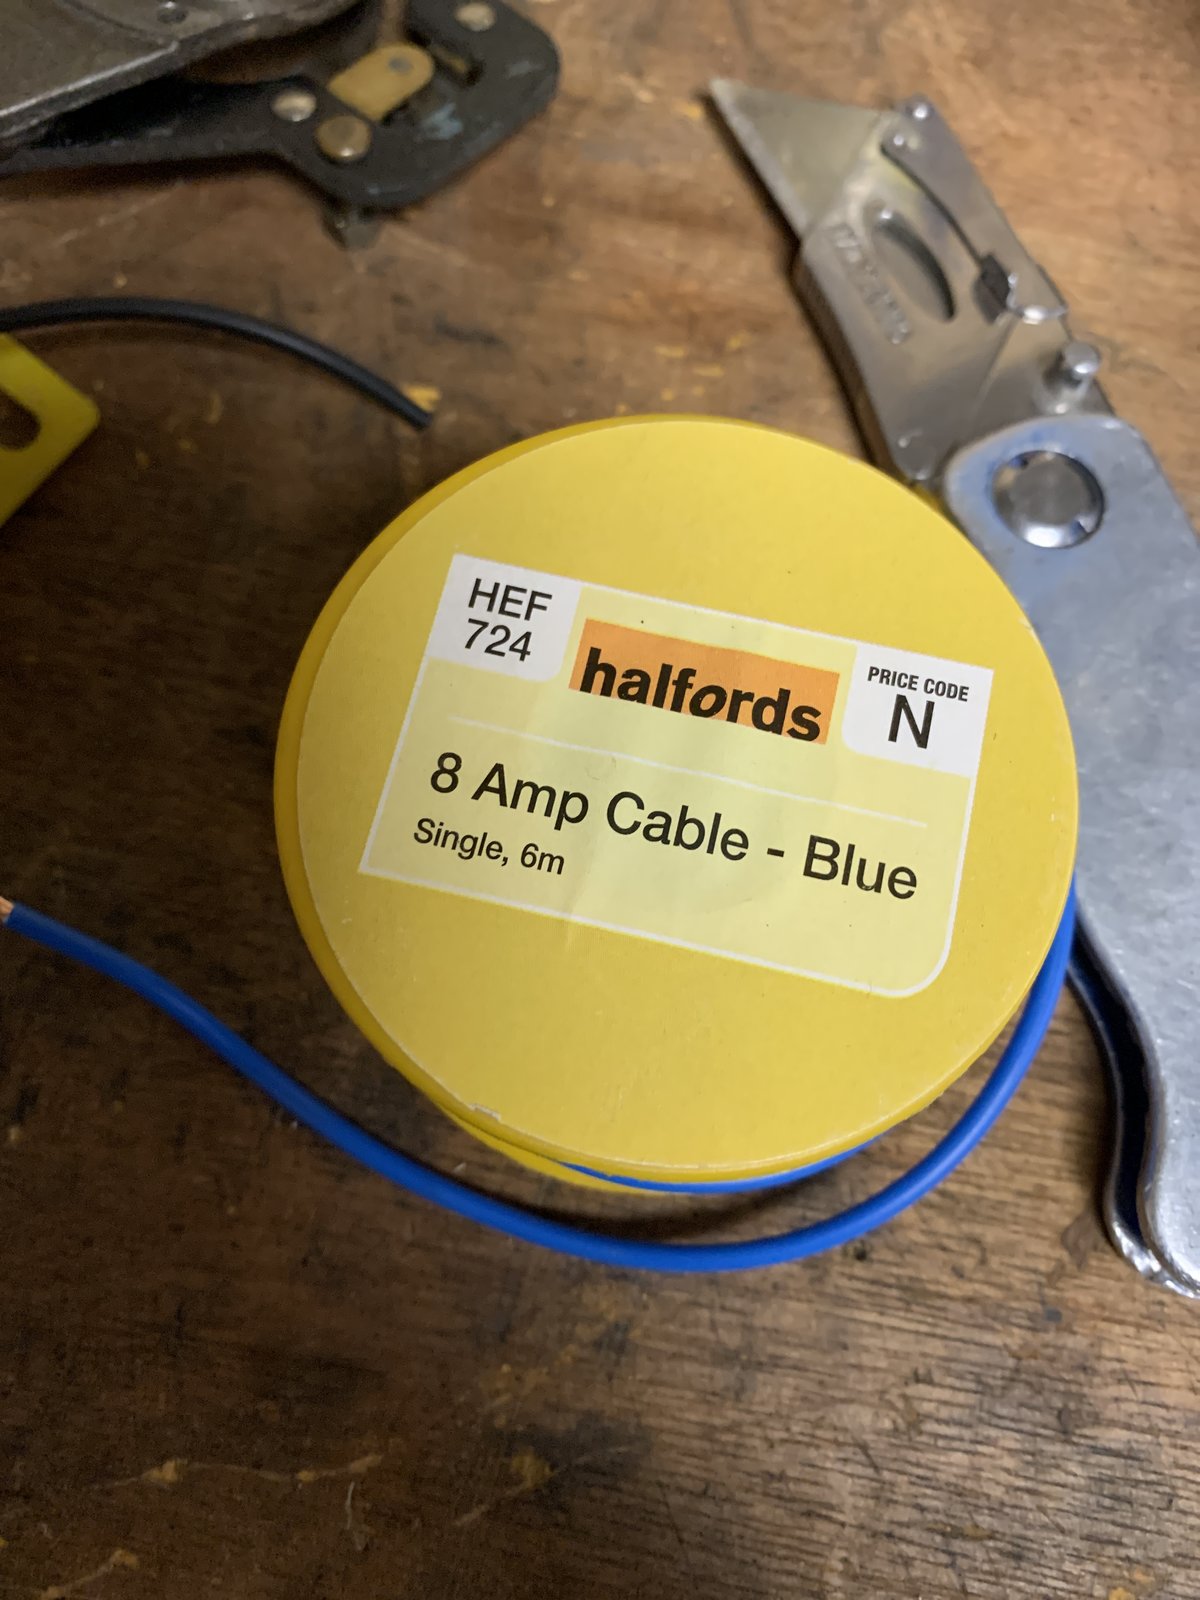 HEF
724
halfords
PRICE CODE
N
8 Amp Cable - Blue
Single, 6m